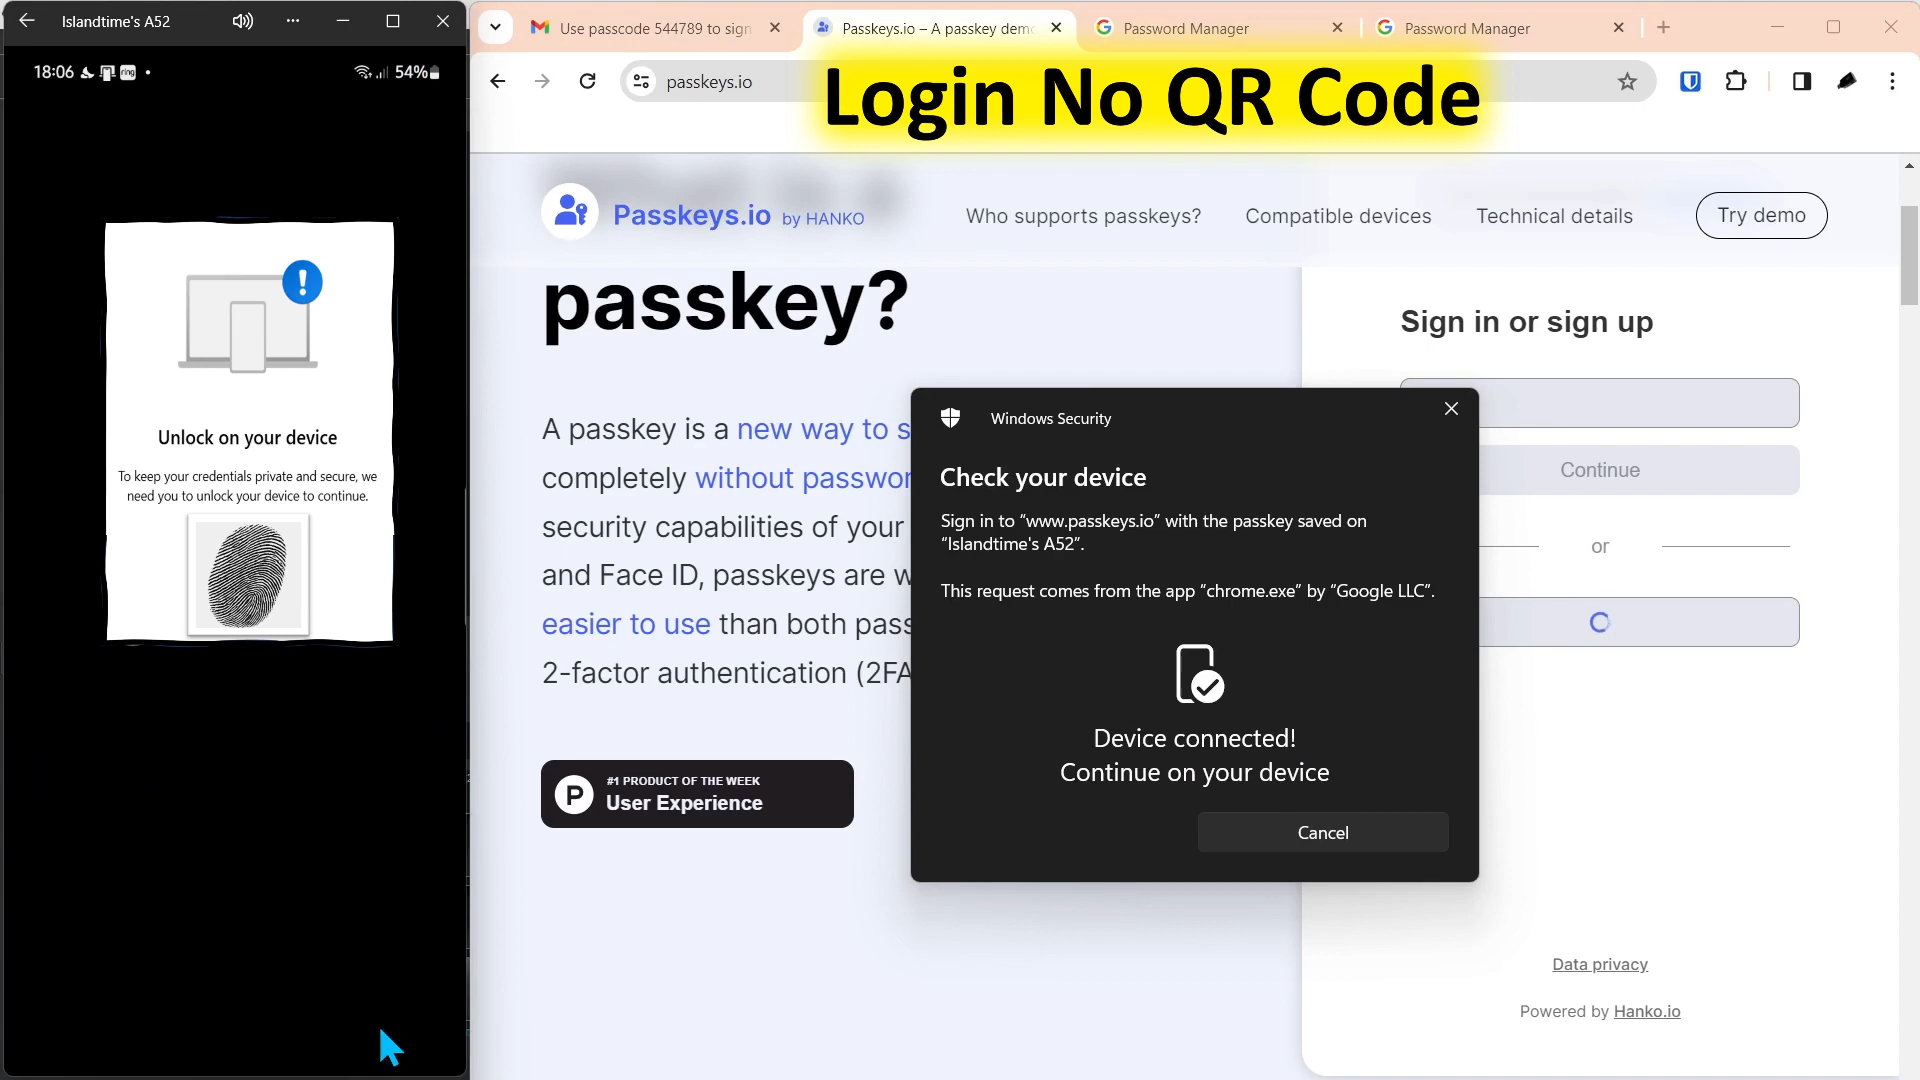 Islandtime's A52
18:06
ring
54%
Unlock on your device
To keep your credentials private and secure, we
need you to unlock your device to continue.
Use passcode 544789 to sign
Passkeys.io – A passkey demo
Password Manager
Password Manager
passkeys.io
Login No QR Code
Passkeys.io by HANKO
Who supports passkeys?
Compatible devices
Technical details
Try demo
passkey?
A passkey is a new way to s
completely without passwor
security capabilities of your
and Face ID, passkeys are w
easier to use than both pass
2-factor authentication (2FA
P
#1 PRODUCT OF THE WEEK
User Experience
Windows Security
Check your device
Sign in to “www.passkeys.io” with the passkey saved on
“Islandtime's A52”.
This request comes from the app “chrome.exe” by “Google LLC”.
Device connected!
Continue on your device
Cancel
Sign in or sign up
Continue
or
Data privacy
Powered by Hanko.io